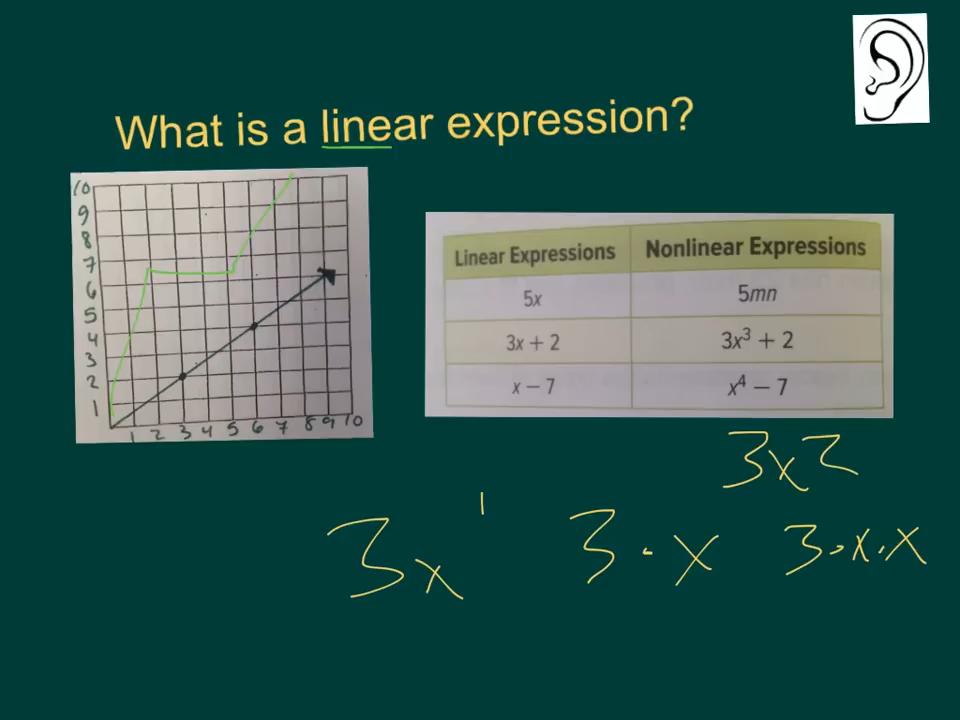 What is a linear expression?
10
9
8
7
6
5
4
3
2
1
1 2 3 4 5 6 7 8 9 10
Linear Expressions Nonlinear Expressions
5x 5mn
3x + 2 3x³ + 2
x − 7 x⁴ − 7
3x2
3x¹ 3 · x 3 · x · x